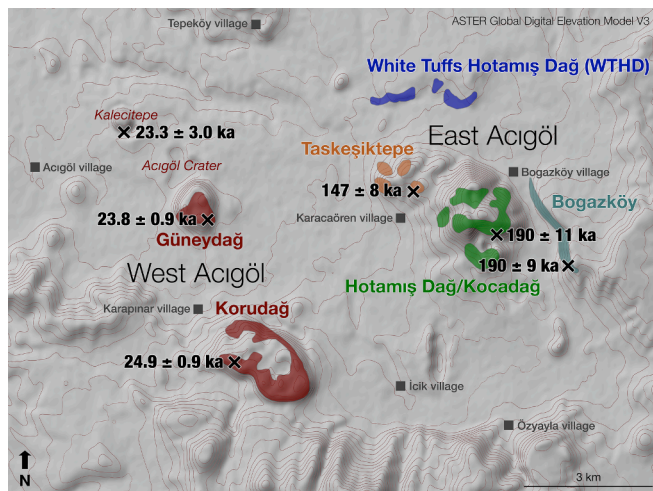 Tepeköy village
ASTER Global Digital Elevation Model V3
White Tuffs Hotamış Dağ (WTHD)
Kalecitepe
23.3 ± 3.0 ka
East Acıgöl
Taskeşiktepe
Acıgöl village
Acıgöl Crater
Bogazköy village
147 ± 8 ka
Bogazköy
23.8 ± 0.9 ka
Karacaören village
Güneydağ
190 ± 11 ka
190 ± 9 ka
West Acıgöl
Hotamış Dağ/Kocadağ
Karapınar village
Korudağ
24.9 ± 0.9 ka
İcik village
Özyayla village
N
3 km